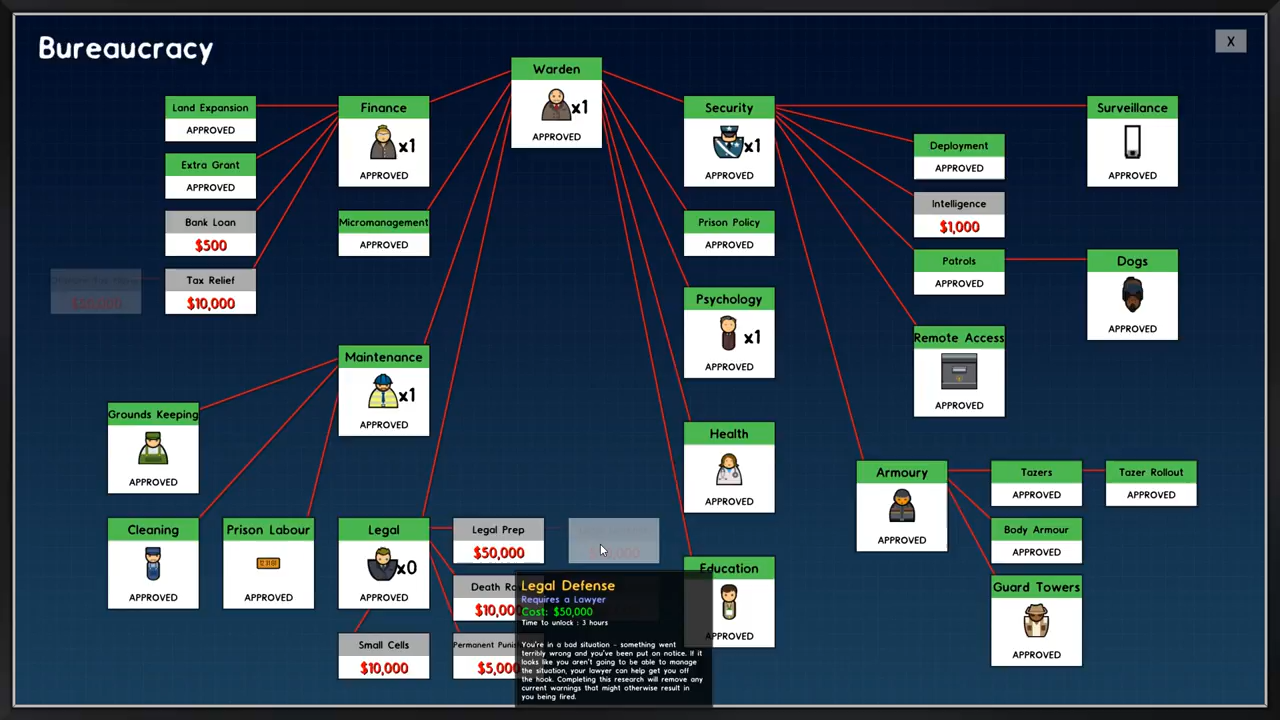 Bureaucracy
X
Warden
x1
APPROVED
Land Expansion
APPROVED
Finance
x1
APPROVED
Security
x1
APPROVED
Surveillance
APPROVED
Deployment
APPROVED
Extra Grant
APPROVED
Intelligence
$1,000
Bank Loan
$500
Micromanagement
APPROVED
Prison Policy
APPROVED
Patrols
APPROVED
Dogs
APPROVED
Tax Relief
$10,000
Psychology
x1
APPROVED
Remote Access
APPROVED
Maintenance
x1
APPROVED
Grounds Keeping
APPROVED
Health
APPROVED
Armoury
APPROVED
Tazers
APPROVED
Tazer Rollout
APPROVED
Cleaning
APPROVED
Prison Labour
APPROVED
Legal
x0
APPROVED
Legal Prep
$50,000
Body Armour
APPROVED
Education
APPROVED
Death
$10,000
Guard Towers
APPROVED
Small Cells
$10,000
Permanent
$5,000
Legal Defense
Requires a Lawyer
Cost: $50,000
Time to unlock : 3 hours
You're in a bad situation - something went
terribly wrong and you've been put on notice. If it
looks like you aren't going to be able to manage
the situation, your lawyer can help get you off
the hook. Completing this research will remove any
current warnings that might otherwise result in
you being fired.